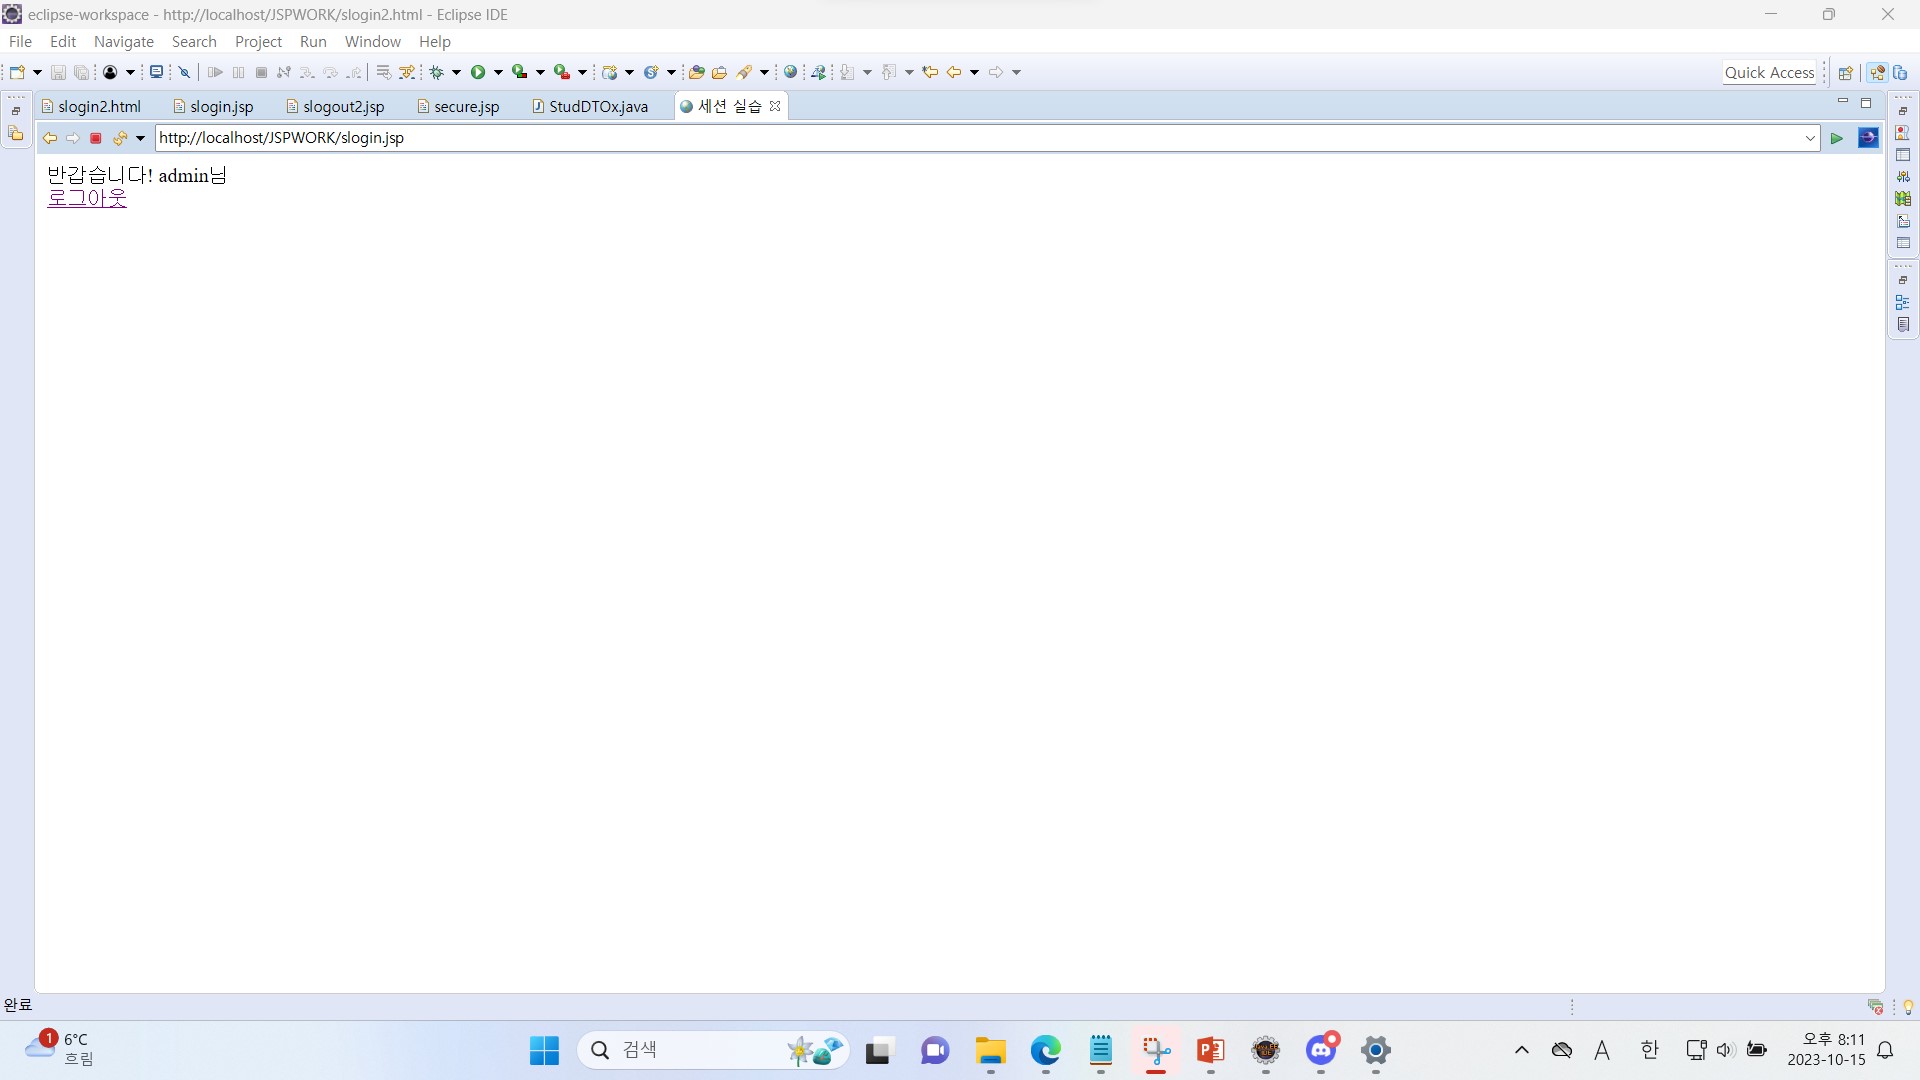 eclipse-workspace - http://localhost/JSPWORK/slogin2.html - Eclipse IDE
File Edit Navigate Search Project Run Window Help
Quick Access
slogin2.html slogin.jsp slogout2.jsp secure.jsp StudDTOx.java 세션 실습
http://localhost/JSPWORK/slogin.jsp
반갑습니다! admin님
로그아웃
완료
1 6°C
흐림
검색
A 한
오후 8:11
2023-10-15